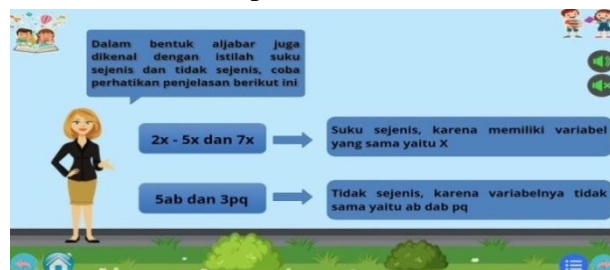 Dalam bentuk aljabar juga
dikenal dengan istilah suku
sejenis dan tidak sejenis, coba
perhatikan penjelasan berikut ini
2x - 5x dan 7x
Suku sejenis, karena memiliki variabel
yang sama yaitu X
5ab dan 3pq
Tidak sejenis, karena variabelnya tidak
sama yaitu ab dab pq